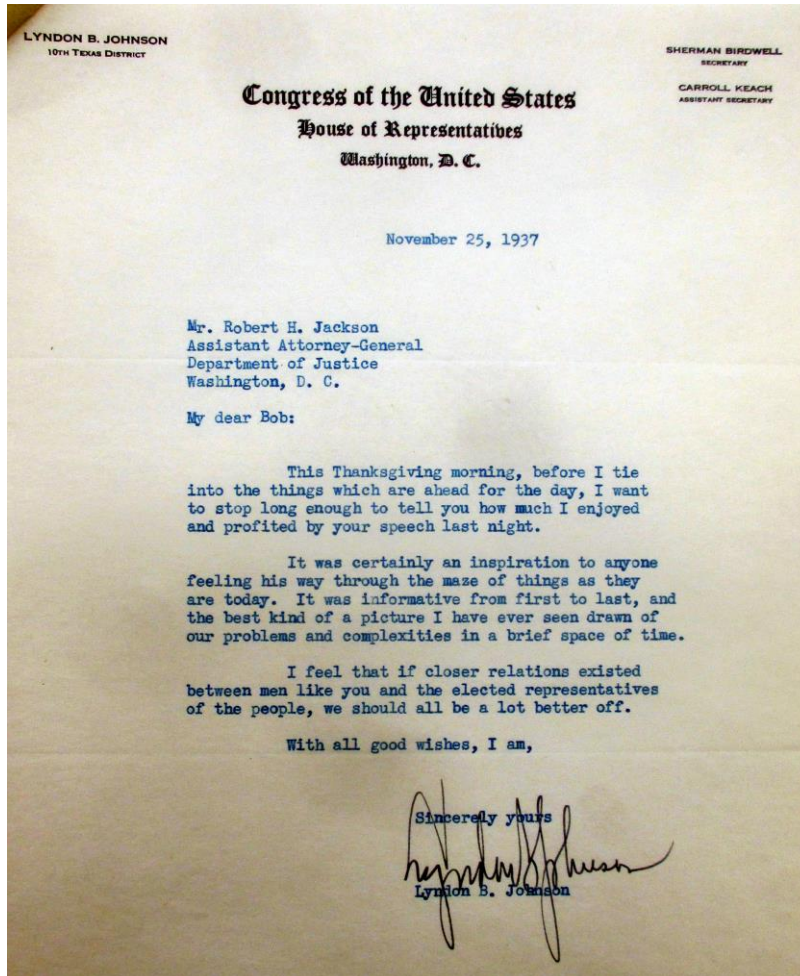 LYNDON B. JOHNSON
10TH TEXAS DISTRICT
SHERMAN BIRDWELL
SECRETARY
CARROLL KEACH
ASSISTANT SECRETARY
Congress of the United States
House of Representatives
Washington, D. C.
November 25, 1937
Mr. Robert H. Jackson
Assistant Attorney-General
Department of Justice
Washington, D. C.
My dear Bob:
This Thanksgiving morning, before I tie
into the things which are ahead for the day, I want
to stop long enough to tell you how much I enjoyed
and profited by your speech last night.
It was certainly an inspiration to anyone
feeling his way through the maze of things as they
are today.  It was informative from first to last, and
the best kind of a picture I have ever seen drawn of
our problems and complexities in a brief space of time.
I feel that if closer relations existed
between men like you and the elected representatives
of the people, we should all be a lot better off.
With all good wishes, I am,
Sincerely yours
Lyndon B Johnson
Lyndon B. Johnson